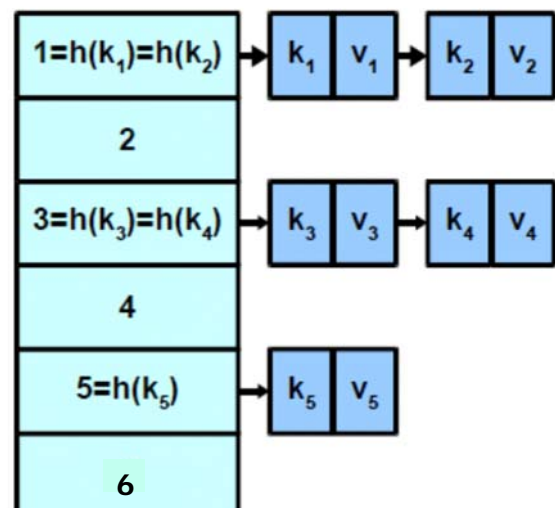 1=h(k₁)=h(k₂) k₁ v₁ k₂ v₂
2
3=h(k₃)=h(k₄) k₃ v₃ k₄ v₄
4
5=h(k₅) k₅ v₅
6